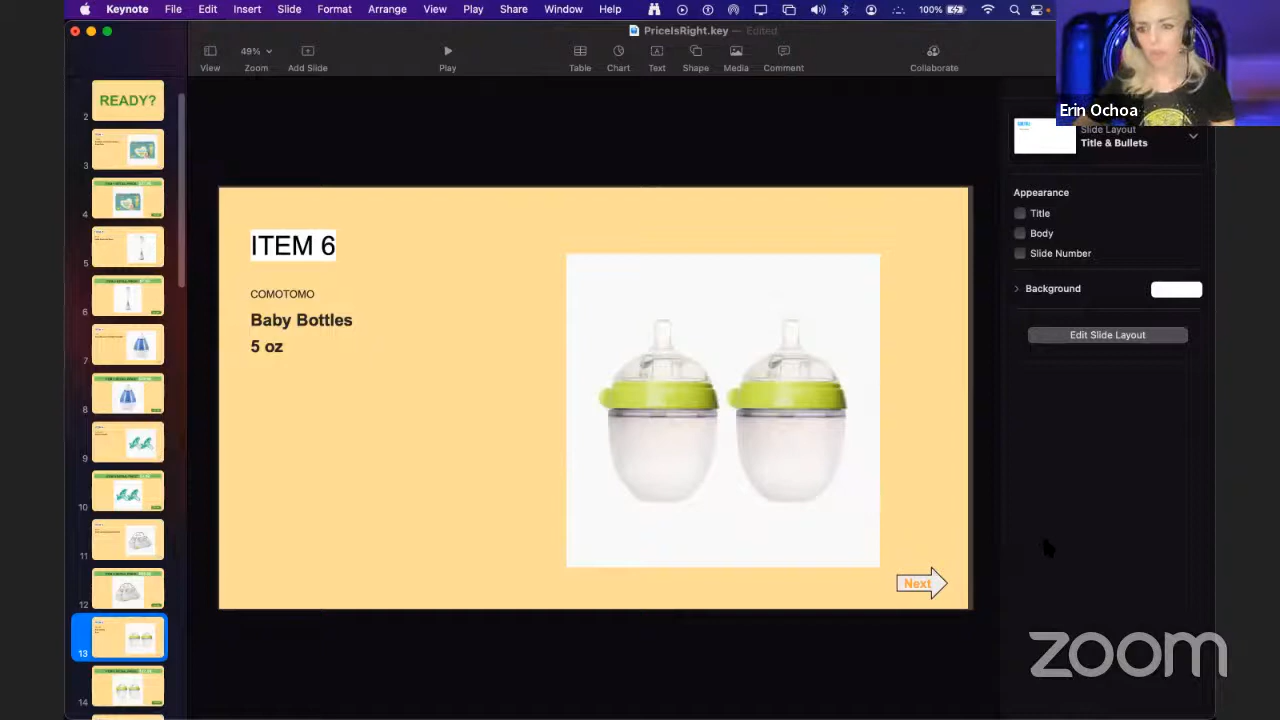 Keynote File Edit Insert Slide Format Arrange View Play Share Window Help 100%
PriceIsRight.key — Edited
49%
View Zoom Add Slide Play Table Chart Text Shape Media Comment Collaborate
Erin Ochoa
Slide Layout
Title & Bullets
Appearance
Title
Body
Slide Number
Background
Edit Slide Layout
READY?
2
3
4
5
6
7
8
9
10
11
12
13
14
ITEM 6
COMOTOMO
Baby Bottles
5 oz
Next
zoom